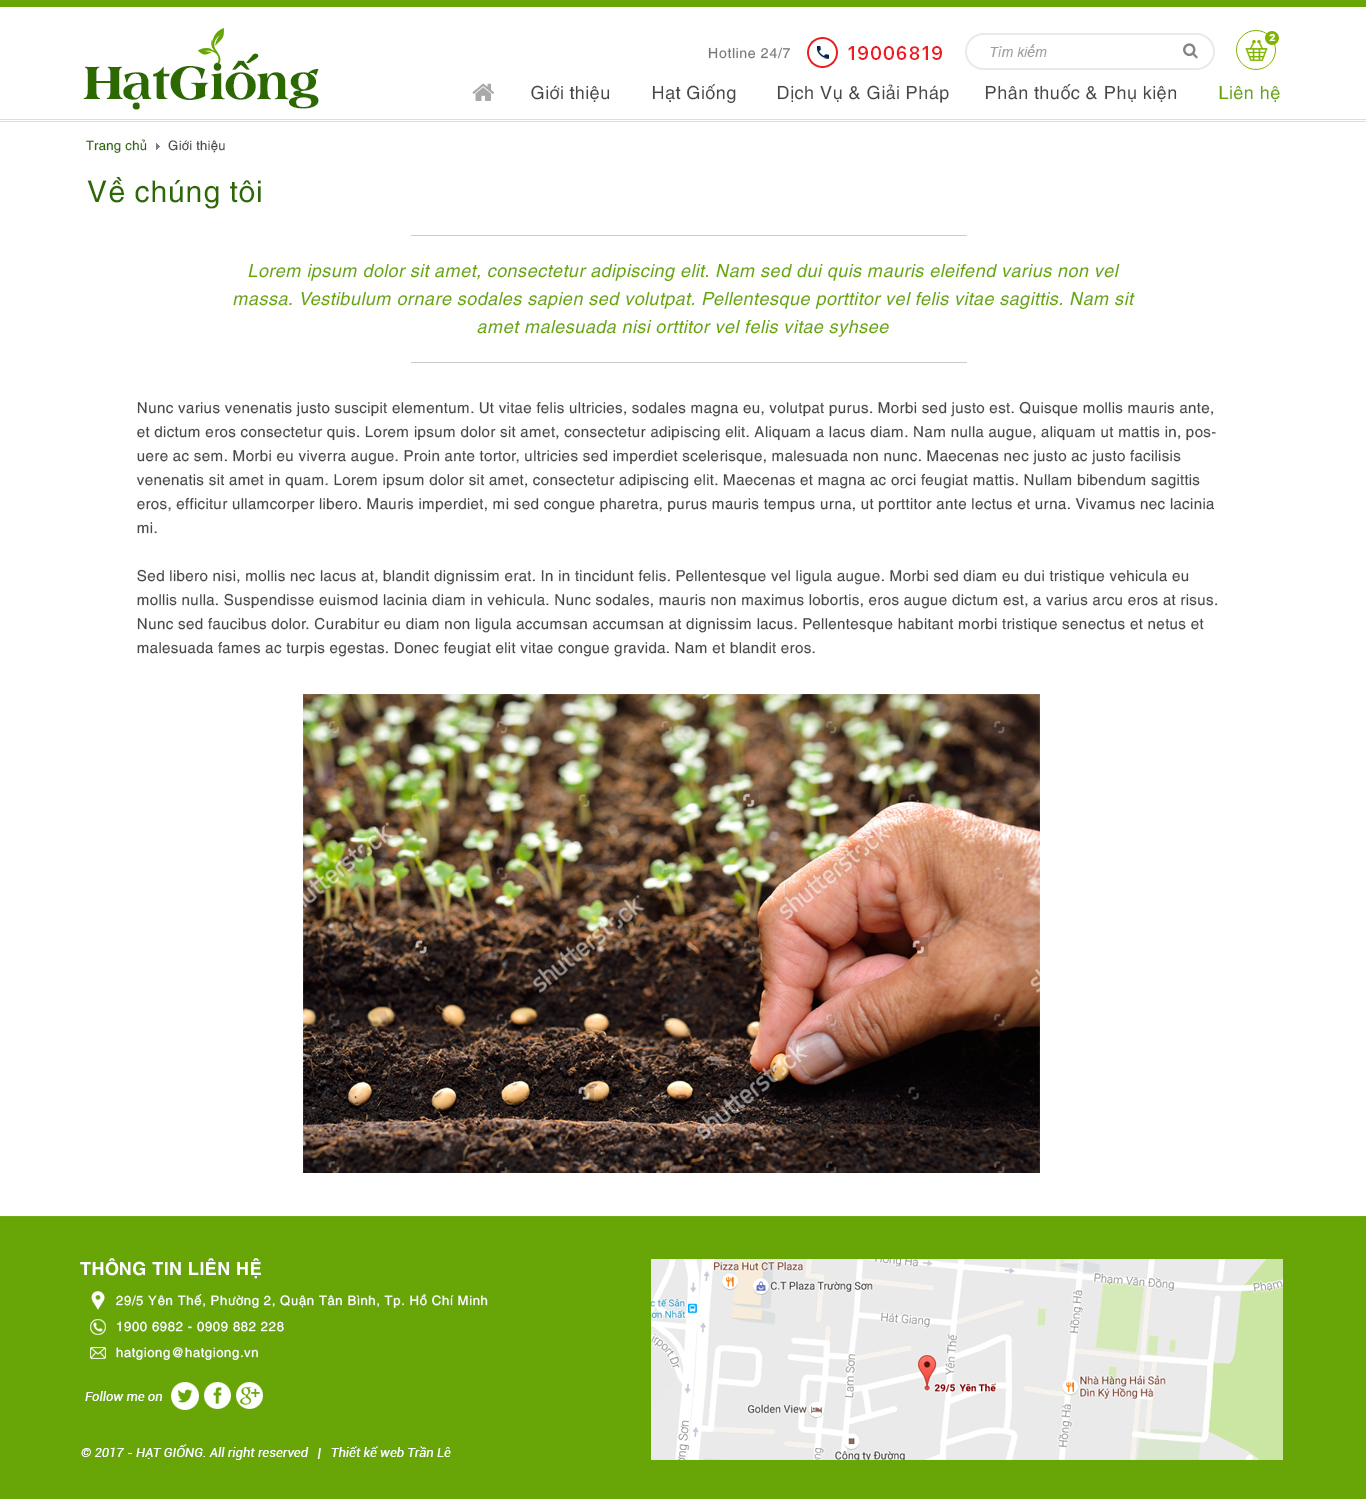 HạtGiống
Hotline 24/7
19006819
Tìm kiếm
2
Giới thiệu
Hạt Giống
Dịch Vụ & Giải Pháp
Phân thuốc & Phụ kiện
Liên hệ
Trang chủ
Giới thiệu
Về chúng tôi
Lorem ipsum dolor sit amet, consectetur adipiscing elit. Nam sed dui quis mauris eleifend varius non vel
massa. Vestibulum ornare sodales sapien sed volutpat. Pellentesque porttitor vel felis vitae sagittis. Nam sit
amet malesuada nisi orttitor vel felis vitae syhsee
Nunc varius venenatis justo suscipit elementum. Ut vitae felis ultricies, sodales magna eu, volutpat purus. Morbi sed justo est. Quisque mollis mauris ante,
et dictum eros consectetur quis. Lorem ipsum dolor sit amet, consectetur adipiscing elit. Aliquam a lacus diam. Nam nulla augue, aliquam ut mattis in, pos-
uere ac sem. Morbi eu viverra augue. Proin ante tortor, ultricies sed imperdiet scelerisque, malesuada non nunc. Maecenas nec justo ac justo facilisis
venenatis sit amet in quam. Lorem ipsum dolor sit amet, consectetur adipiscing elit. Maecenas et magna ac orci feugiat mattis. Nullam bibendum sagittis
eros, efficitur ullamcorper libero. Mauris imperdiet, mi sed congue pharetra, purus mauris tempus urna, ut porttitor ante lectus et urna. Vivamus nec lacinia
mi.
Sed libero nisi, mollis nec lacus at, blandit dignissim erat. In in tincidunt felis. Pellentesque vel ligula augue. Morbi sed diam eu dui tristique vehicula eu
mollis nulla. Suspendisse euismod lacinia diam in vehicula. Nunc sodales, mauris non maximus lobortis, eros augue dictum est, a varius arcu eros at risus.
Nunc sed faucibus dolor. Curabitur eu diam non ligula accumsan accumsan at dignissim lacus. Pellentesque habitant morbi tristique senectus et netus et
malesuada fames ac turpis egestas. Donec feugiat elit vitae congue gravida. Nam et blandit eros.
shutterstock
shutterstock
shutterstock
shutterstock
THÔNG TIN LIÊN HỆ
29/5 Yên Thế, Phường 2, Quận Tân Bình, Tp. Hồ Chí Minh
1900 6982 - 0909 882 228
hatgiong@hatgiong.vn
Follow me on
© 2017 - HẠT GIỐNG. All right reserved | Thiết kế web Trần Lê
Pizza Hut CT Plaza
C.T Plaza Trường Sơn
Hồng Hà
Phạm Văn Đồng
Phạm
c tế Sân
ơn Nhất
Hát Giang
Hồng Hà
Yên Thế
irport Dr
Lam Sơn
29/5 Yên Thế
Nhà Hàng Hải Sản
Dìn Ký Hồng Hà
Golden View
Hồng Hà
ng Sơn
Công ty Đường